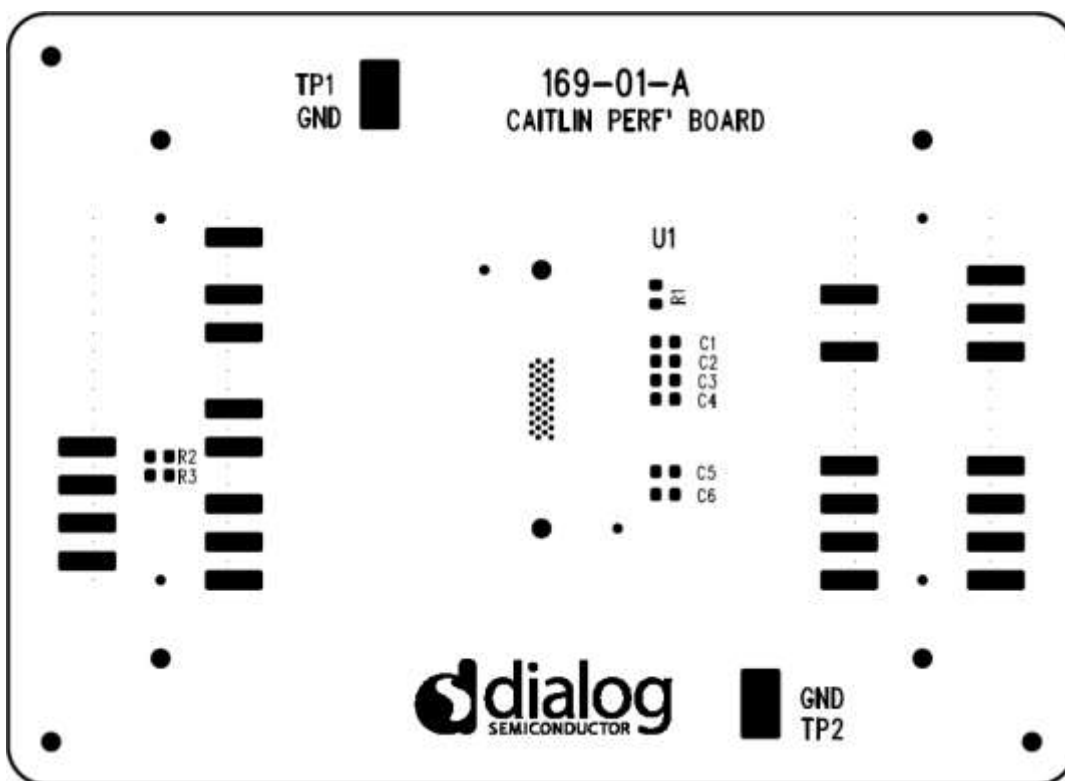 TP1
GND
169-01-A
CAITLIN PERF' BOARD
U1
R1
C1
C2
C3
C4
R2
R3
C5
C6
dialog
SEMICONDUCTOR
GND
TP2